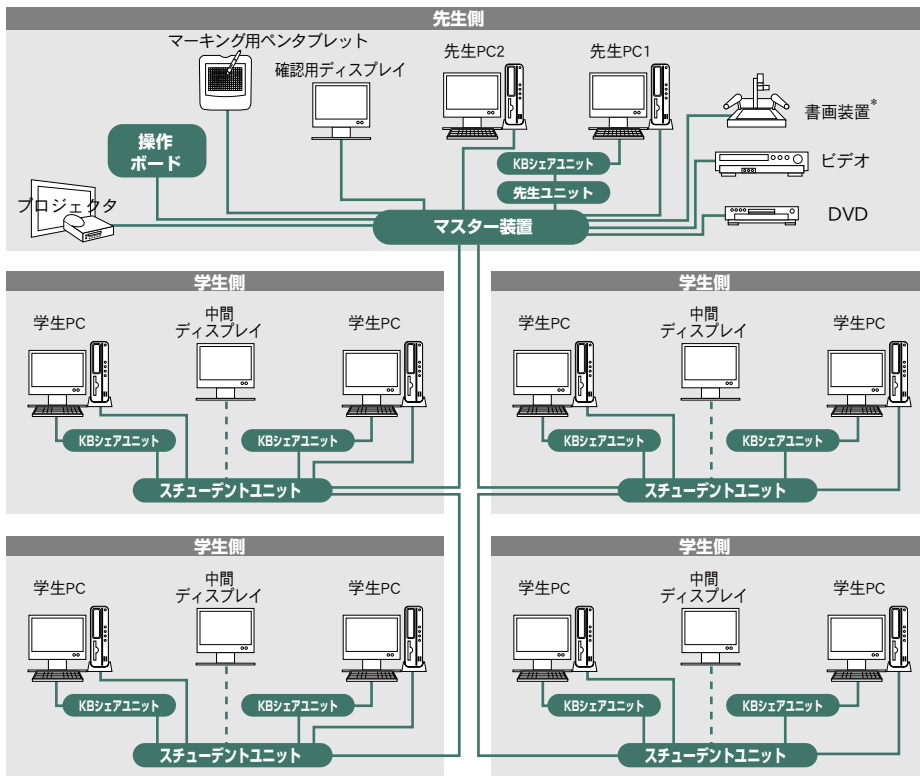 先生側
マーキング用ペンタブレット
確認用ディスプレイ
先生PC2
先生PC1
書画装置*
操作
ボード
KBシェアユニット
ビデオ
先生ユニット
プロジェクタ
マスター装置
DVD
学生側
学生PC
中間
ディスプレイ
学生PC
KBシェアユニット
KBシェアユニット
スチューデントユニット
学生側
学生PC
中間
ディスプレイ
学生PC
KBシェアユニット
KBシェアユニット
スチューデントユニット
学生側
学生PC
中間
ディスプレイ
学生PC
KBシェアユニット
KBシェアユニット
スチューデントユニット
学生側
学生PC
中間
ディスプレイ
学生PC
KBシェアユニット
KBシェアユニット
スチューデントユニット